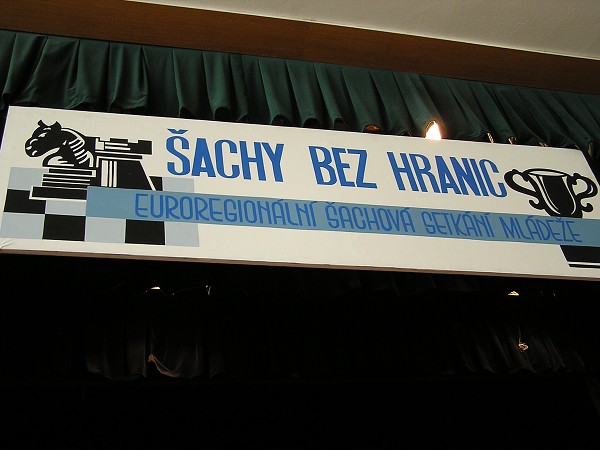 ŠACHY BEZ HRANIC
EUROREGIONÁLNÍ ŠACHOVÁ SETKÁNÍ MLÁDEŽE